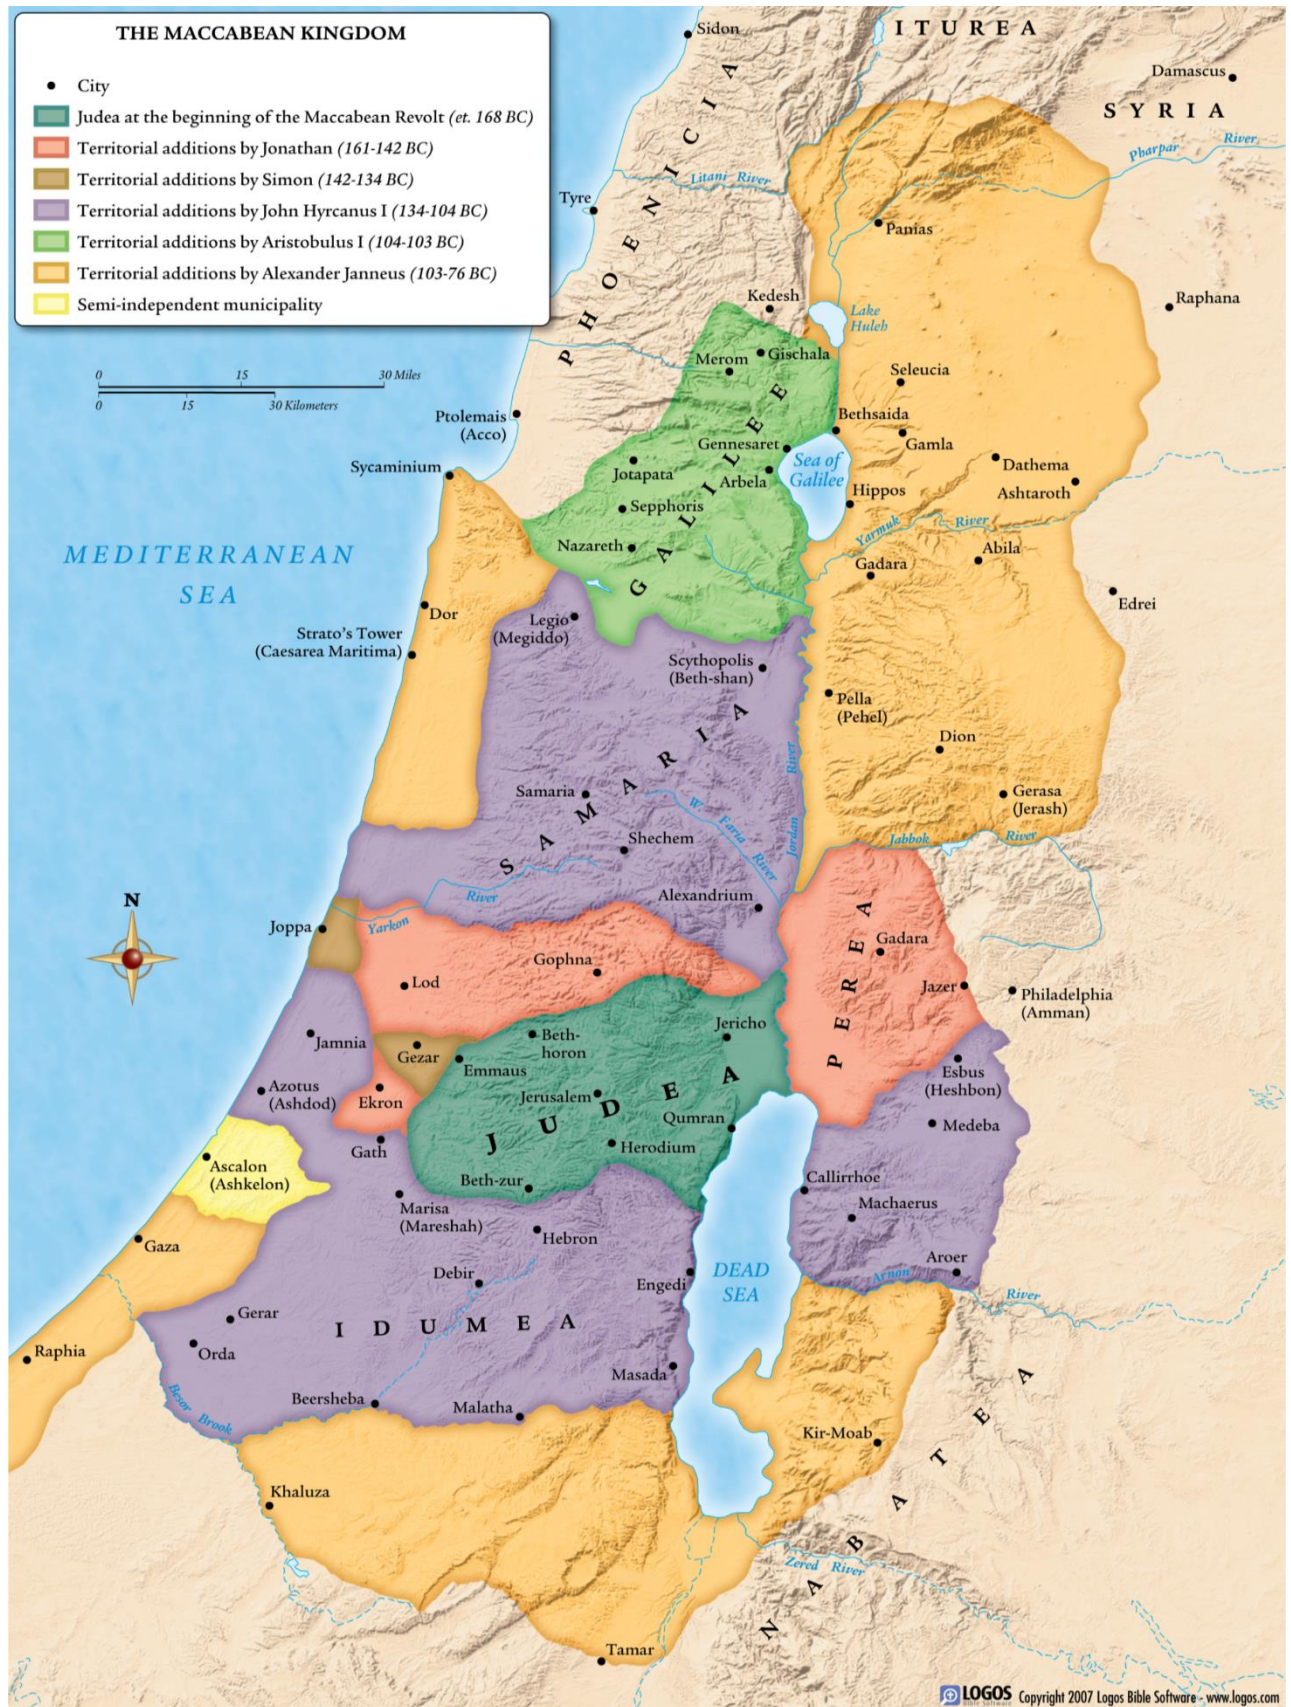 THE MACCABEAN KINGDOM
City
Judea at the beginning of the Maccabean Revolt (et. 168 BC)
Territorial additions by Jonathan (161-142 BC)
Territorial additions by Simon (142-134 BC)
Territorial additions by John Hyrcanus I (134-104 BC)
Territorial additions by Aristobulus I (104-103 BC)
Territorial additions by Alexander Janneus (103-76 BC)
Semi-independent municipality
0 15 30 Miles
0 15 30 Kilometers
Sidon
ITUREA
Damascus
SYRIA
Pharpar River
PHOENICIA
Litani River
Tyre
Panias
Kedesh
Lake
Huleh
Raphana
Merom
Gischala
Seleucia
Ptolemais
(Acco)
Bethsaida
Gamla
Gennesaret
Sea of
Galilee
Sycaminium
Jotapata
Arbela
Dathema
Ashtaroth
Hippos
Sepphoris
GALILEE
Yarmuk River
Nazareth
Abila
Gadara
MEDITERRANEAN
SEA
Edrei
Dor
Legio
(Megiddo)
Strato's Tower
(Caesarea Maritima)
Scythopolis
(Beth-shan)
Pella
(Pehel)
SAMARIA
Dion
Jordan River
Samaria
W. Faria River
Gerasa
(Jerash)
Shechem
Jabbok River
Alexandrium
Yarkon River
N
Joppa
PEREA
Gadara
Gophna
Lod
Jazer
Philadelphia
(Amman)
Jericho
Jamnia
Beth-
horon
Gezar
Emmaus
Esbus
(Heshbon)
Azotus
(Ashdod)
Ekron
Jerusalem
JUDEA
Qumran
Medeba
Gath
Herodium
Ascalon
(Ashkelon)
Beth-zur
Callirrhoe
Marisa
(Mareshah)
Machaerus
Gaza
Hebron
Debir
Engedi
DEAD
SEA
Aroer
Arnon River
Gerar
IDUMEA
Orda
Raphia
Masada
Besor Brook
Beersheba
Malatha
Kir-Moab
NABATEA
Khaluza
Zered River
Tamar
LOGOS
Bible Software
Copyright 2007 Logos Bible Software - www.logos.com